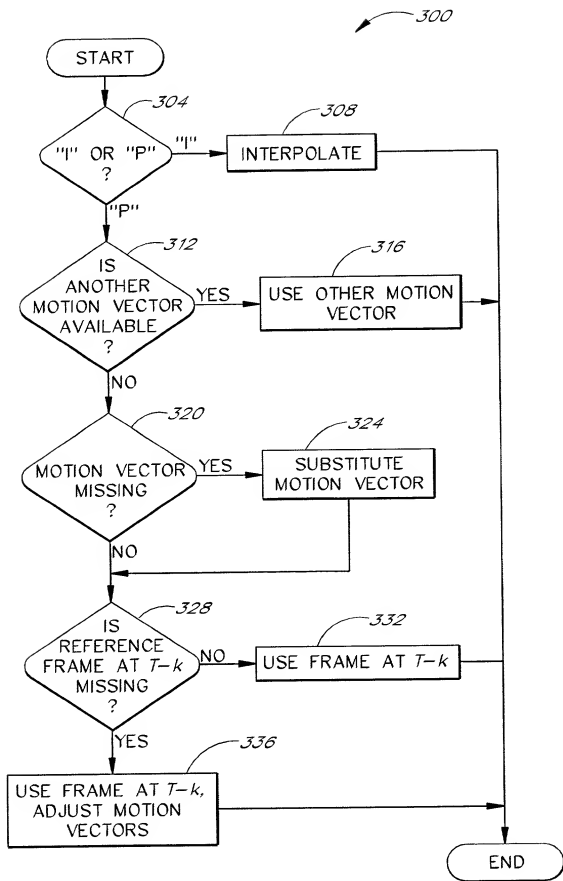 300
START
304
"I" OR "P"
?
"I"
308
INTERPOLATE
"P"
312
IS
ANOTHER
MOTION VECTOR
AVAILABLE
?
YES
316
USE OTHER MOTION
VECTOR
NO
320
MOTION VECTOR
MISSING
?
YES
324
SUBSTITUTE
MOTION VECTOR
NO
328
IS
REFERENCE
FRAME AT T-k
MISSING
?
NO
332
USE FRAME AT T-k
YES
336
USE FRAME AT T-k,
ADJUST MOTION
VECTORS
END